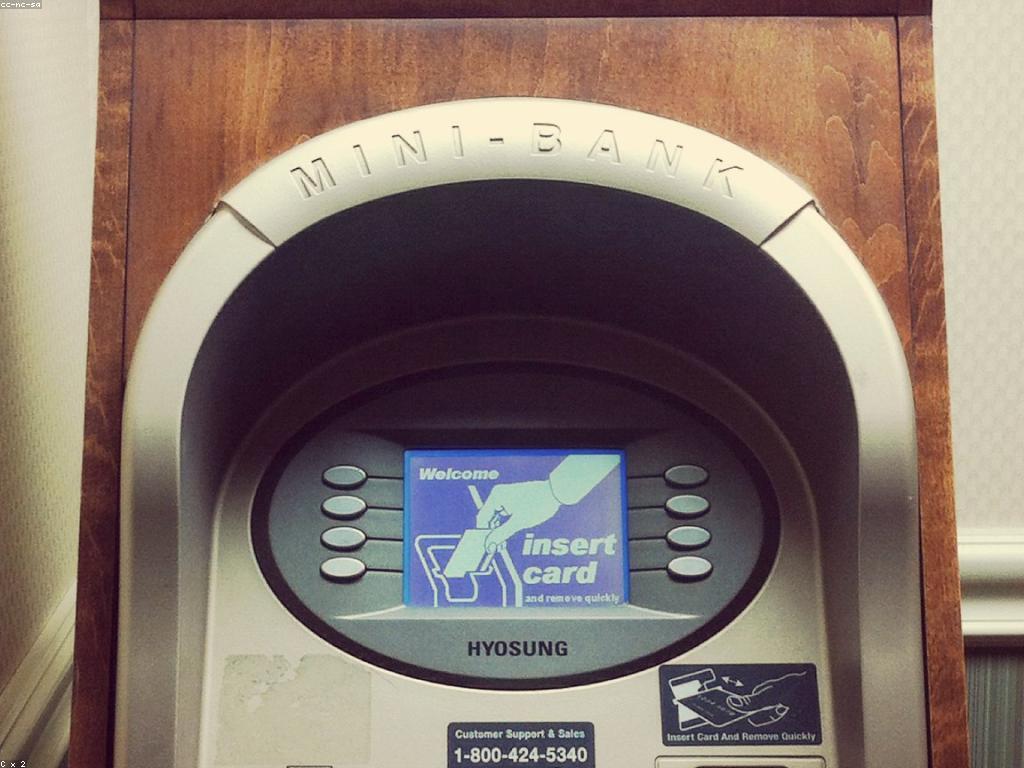 cc-nc-sa
MINI-BANK
Welcome
insert
card
and remove quickly
HYOSUNG
Insert Card And Remove Quickly
Customer Support & Sales
1-800-424-5340
C x 2